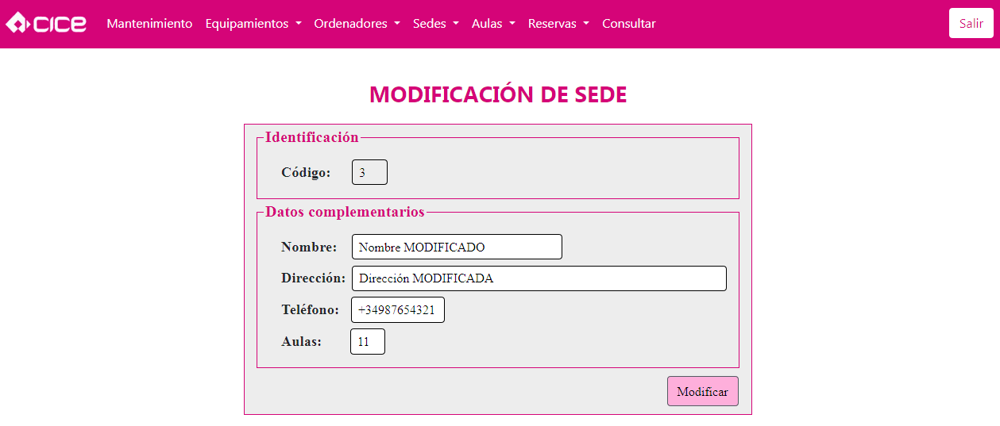 CICE Mantenimiento Equipamientos Ordenadores Sedes Aulas Reservas Consultar Salir
MODIFICACIÓN DE SEDE
Identificación
Código: 3
Datos complementarios
Nombre: Nombre MODIFICADO
Dirección: Dirección MODIFICADA
Teléfono: +34987654321
Aulas: 11
Modificar